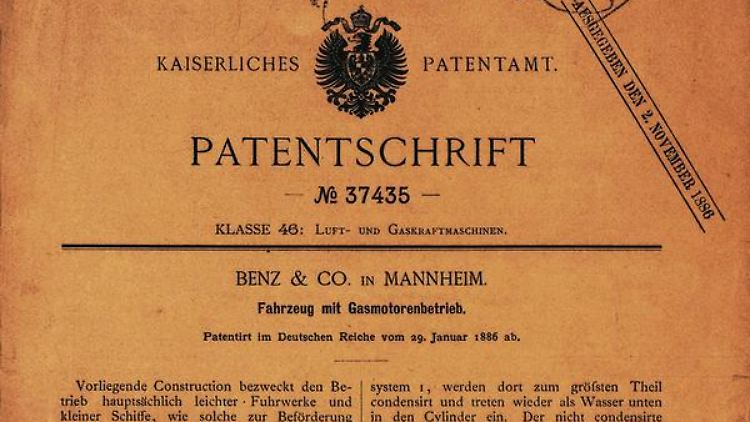 KAISERLICHES PATENTAMT.
AUSGEGEBEN DEN 2. NOVEMBER 1886
PATENTSCHRIFT
— № 37435 —
KLASSE 46: LUFT- UND GASKRAFTMASCHINEN.
BENZ & CO. IN MANNHEIM.
Fahrzeug mit Gasmotorenbetrieb.
Patentirt im Deutschen Reiche vom 29. Januar 1886 ab.
Vorliegende Construction bezweckt den Be-
trieb hauptsächlich leichter Fuhrwerke und
kleiner Schiffe, wie solche zur Beförderung
system 1, werden dort zum größten Theil
condensirt und treten wieder als Wasser unten
in den Cylinder ein. Der nicht condensirte